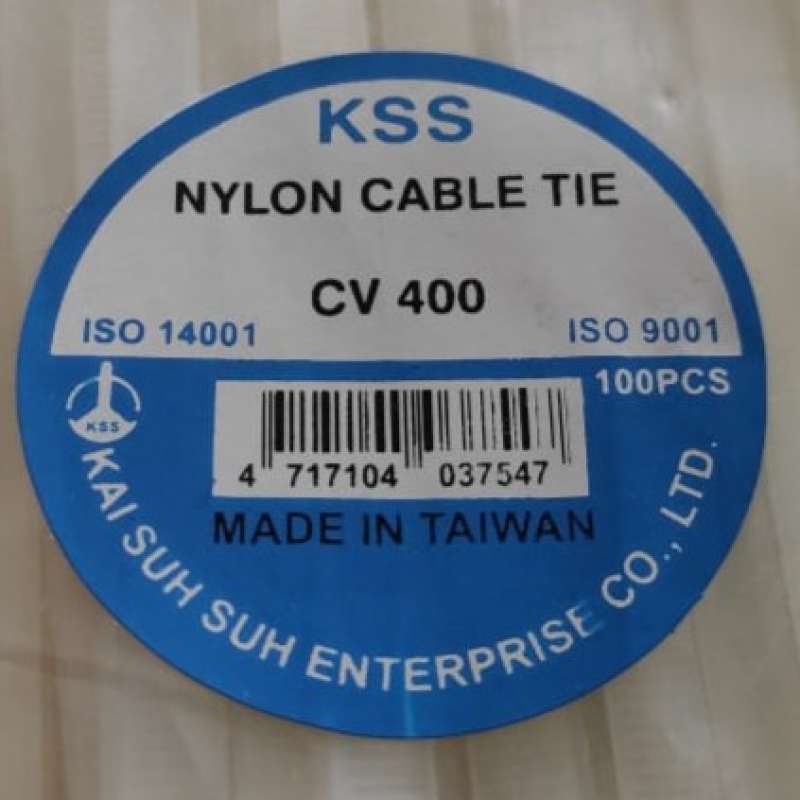 KSS
NYLON CABLE TIE
CV 400
ISO 14001
ISO 9001
100PCS
KSS
4 717104 037547
MADE IN TAIWAN
KAI SUH SUH ENTERPRISE CO., LTD.